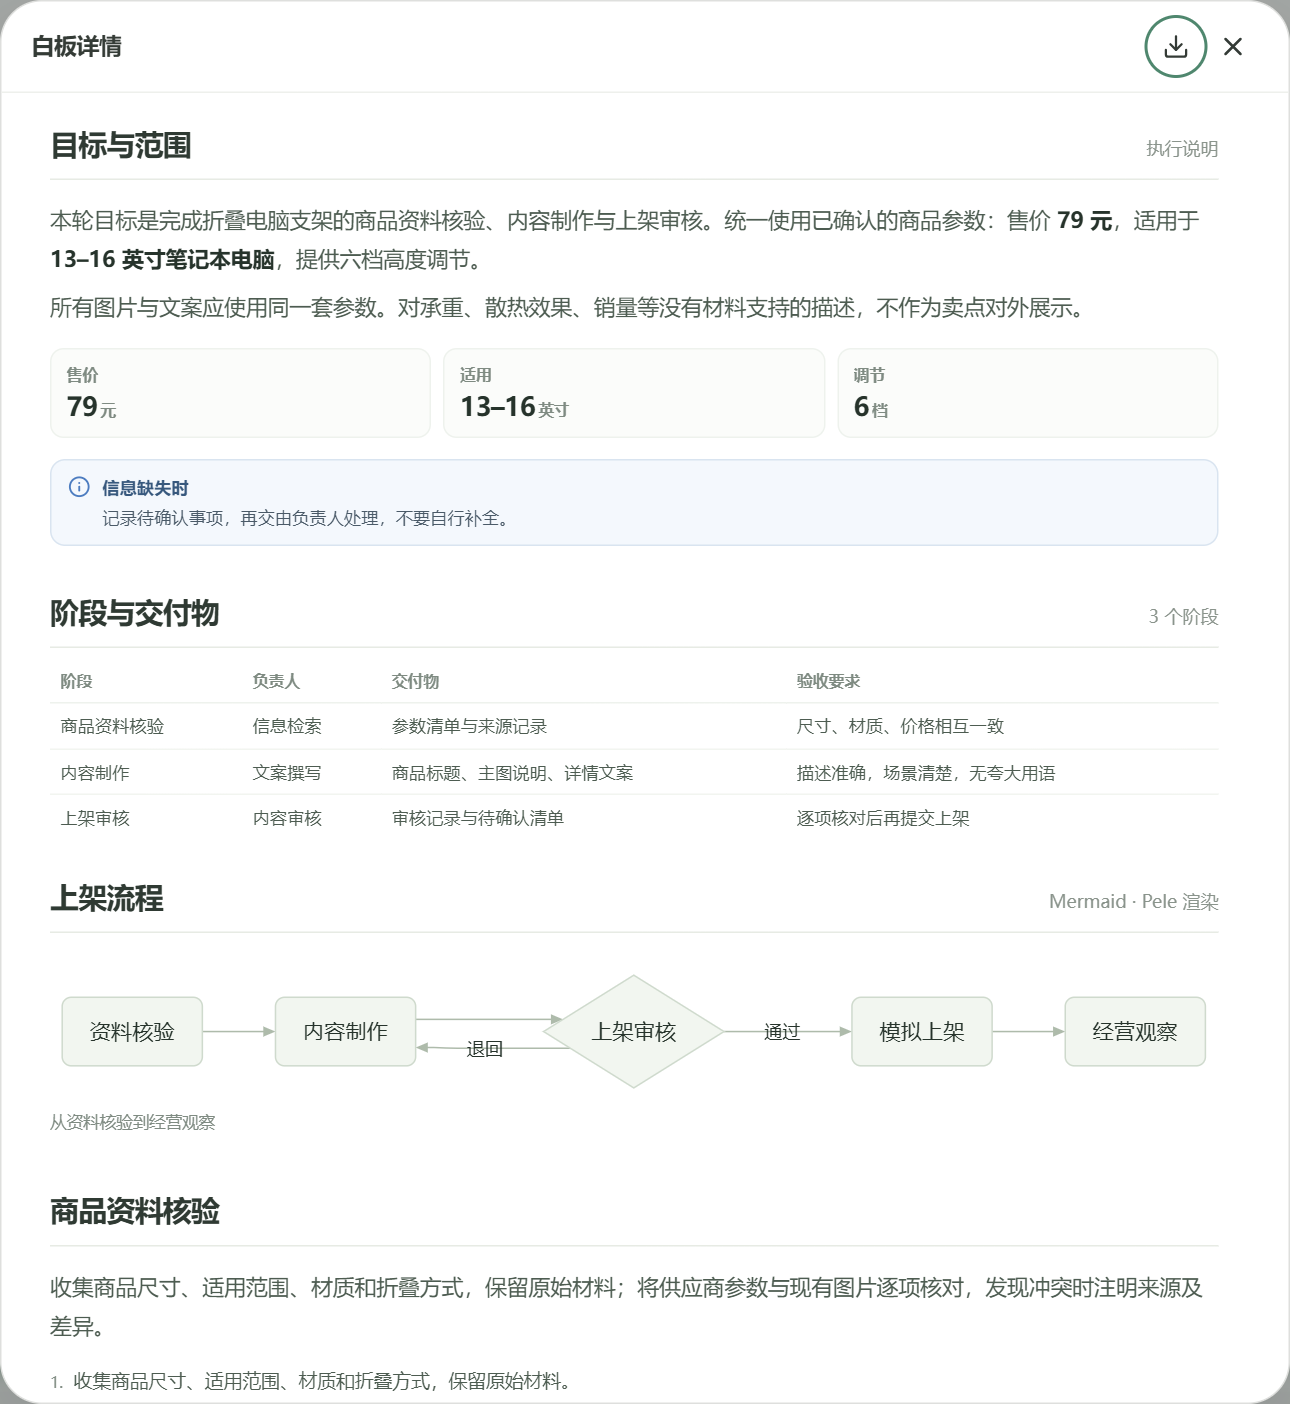 白板详情
目标与范围
执行说明
本轮目标是完成折叠电脑支架的商品资料核验、内容制作与上架审核。统一使用已确认的商品参数：售价 79 元，适用于
13–16 英寸笔记本电脑，提供六档高度调节。
所有图片与文案应使用同一套参数。对承重、散热效果、销量等没有材料支持的描述，不作为卖点对外展示。
售价
79 元
适用
13–16 英寸
调节
6 档
信息缺失时
记录待确认事项，再交由负责人处理，不要自行补全。
阶段与交付物
3 个阶段
阶段 负责人 交付物 验收要求
商品资料核验 信息检索 参数清单与来源记录 尺寸、材质、价格相互一致
内容制作 文案撰写 商品标题、主图说明、详情文案 描述准确，场景清楚，无夸大用语
上架审核 内容审核 审核记录与待确认清单 逐项核对后再提交上架
上架流程
Mermaid · Pele 渲染
资料核验
内容制作
退回
上架审核
通过
模拟上架
经营观察
从资料核验到经营观察
商品资料核验
收集商品尺寸、适用范围、材质和折叠方式，保留原始材料；将供应商参数与现有图片逐项核对，发现冲突时注明来源及
差异。
1. 收集商品尺寸、适用范围、材质和折叠方式，保留原始材料。